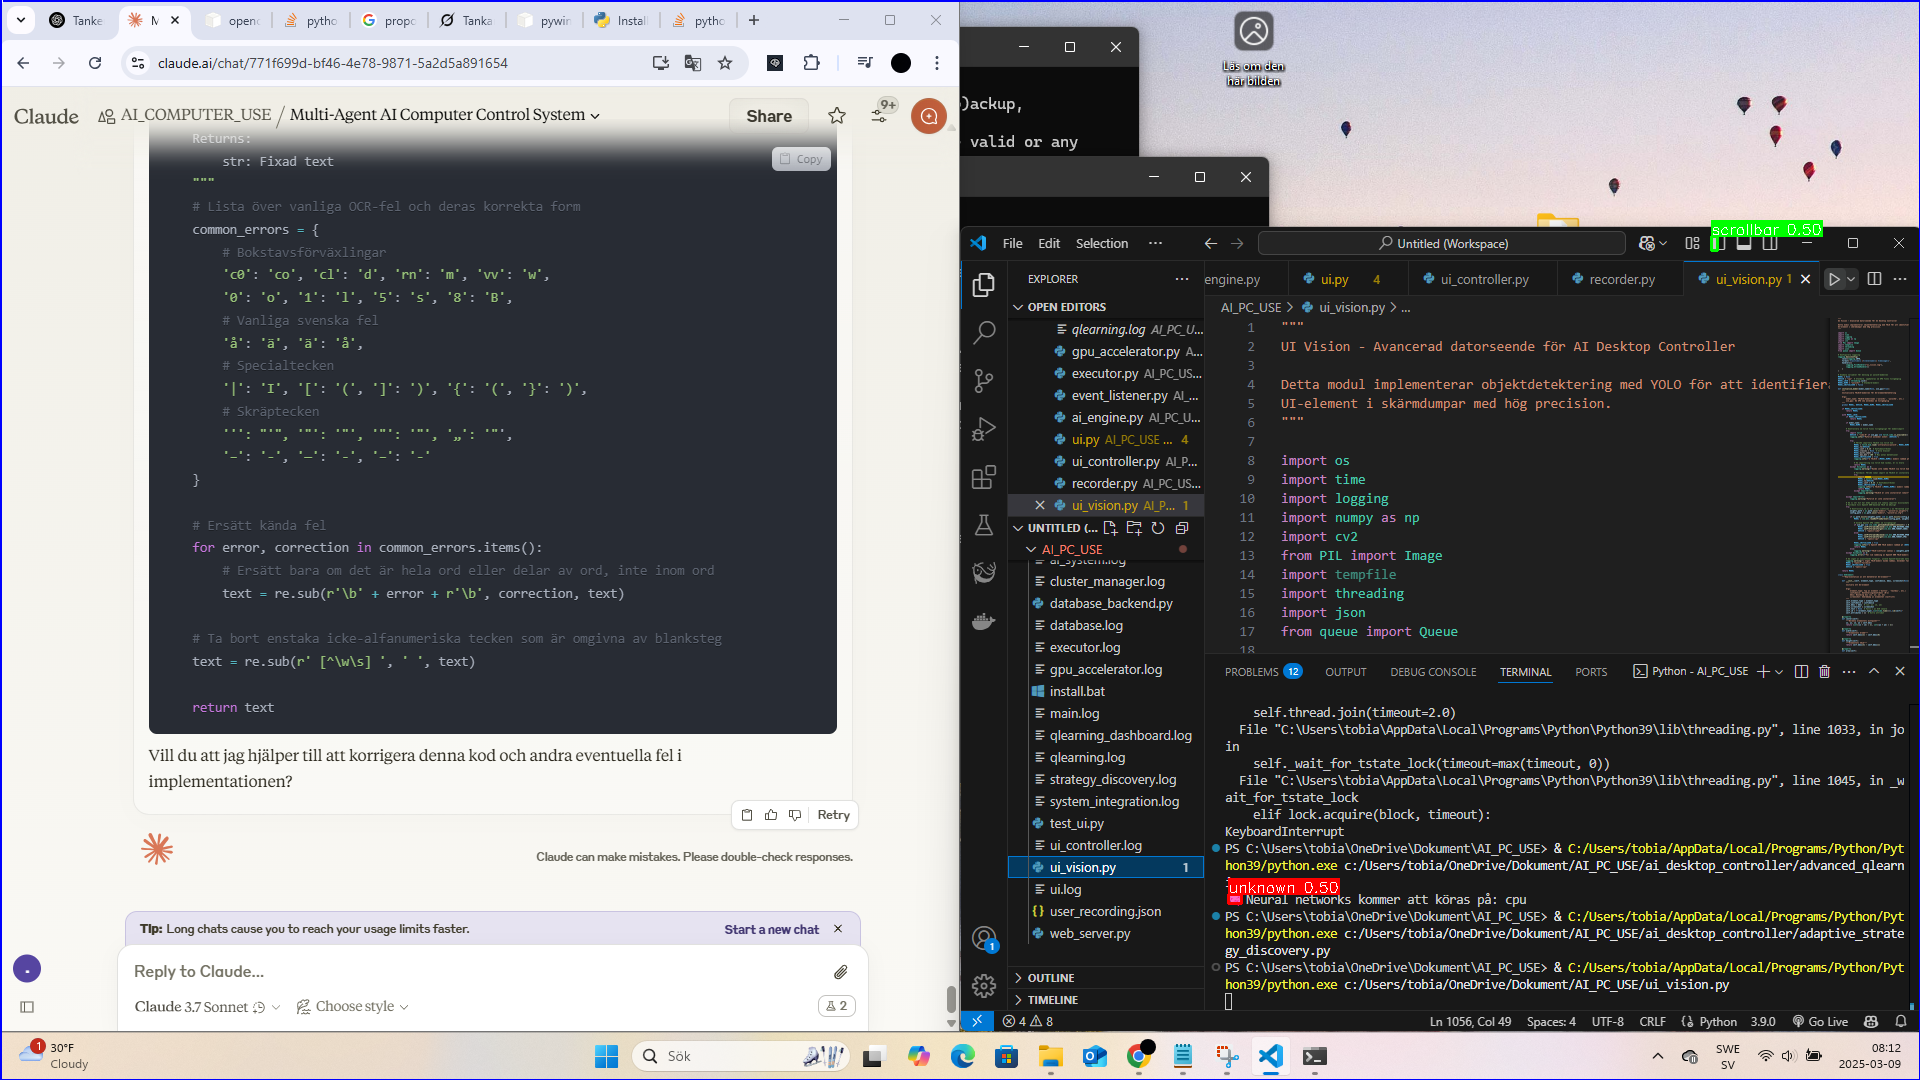 Tanke
M
openc
pytho
propo
Tanka
pywin
Install
pytho
claude.ai/chat/771f699d-bf46-4e78-9871-5a2d5a891654
Claude
AI_COMPUTER_USE / Multi-Agent AI Computer Control System
Share
9+
Returns:
str: Fixad text
Copy
"""
# Lista över vanliga OCR-fel och deras korrekta form
common_errors = {
# Bokstavsförväxlingar
'c0': 'co', 'cl': 'd', 'rn': 'm', 'vv': 'w',
'0': 'o', '1': 'l', '5': 's', '8': 'B',
# Vanliga svenska fel
'å': 'ä', 'ä': 'å',
# Specialtecken
'|': 'I', '[': '(', ']': ')', '{': '(', '}': ')',
# Skräptecken
}
# Ersätt kända fel
for error, correction in common_errors.items():
# Ersätt bara om det är hela ord eller delar av ord, inte inom ord
text = re.sub(r'\b' + error + r'\b', correction, text)
# Ta bort enstaka icke-alfanumeriska tecken som är omgivna av blanksteg
text = re.sub(r' [^\w\s] ', ' ', text)
return text
Vill du att jag hjälper till att korrigera denna kod och andra eventuella fel i
implementationen?
Retry
Claude can make mistakes. Please double-check responses.
Tip: Long chats cause you to reach your usage limits faster.
Start a new chat
Reply to Claude...
Claude 3.7 Sonnet
Choose style
2
)ackup,
valid or any
Läs om den
här bilden
scrollbar 0.50
File Edit Selection ···
Untitled (Workspace)
EXPLORER
OPEN EDITORS
qlearning.log AI_PC_U...
gpu_accelerator.py A...
executor.py AI_PC_US...
event_listener.py AI_...
ai_engine.py AI_PC_US...
ui.py AI_PC_USE ... 4
ui_controller.py AI_P...
recorder.py AI_PC_US...
ui_vision.py AI_P... 1
UNTITLED (...
AI_PC_USE
ai_system.log
cluster_manager.log
database_backend.py
database.log
executor.log
gpu_accelerator.log
install.bat
main.log
qlearning_dashboard.log
qlearning.log
strategy_discovery.log
system_integration.log
test_ui.py
ui_controller.log
ui_vision.py 1
ui.log
user_recording.json
web_server.py
OUTLINE
TIMELINE
engine.py
ui.py 4
ui_controller.py
recorder.py
ui_vision.py 1
AI_PC_USE > ui_vision.py > ...
1 """
2 UI Vision - Avancerad datorseende för AI Desktop Controller
3
4 Detta modul implementerar objektdetektering med YOLO för att identifiera
5 UI-element i skärmdumpar med hög precision.
6 """
7
8 import os
9 import time
10 import logging
11 import numpy as np
12 import cv2
13 from PIL import Image
14 import tempfile
15 import threading
16 import json
17 from queue import Queue
18
PROBLEMS 12 OUTPUT DEBUG CONSOLE TERMINAL PORTS
Python - AI_PC_USE
self.thread.join(timeout=2.0)
File "C:\Users\tobia\AppData\Local\Programs\Python\Python39\lib\threading.py", line 1033, in jo
in
self._wait_for_tstate_lock(timeout=max(timeout, 0))
File "C:\Users\tobia\AppData\Local\Programs\Python\Python39\lib\threading.py", line 1045, in _w
ait_for_tstate_lock
elif lock.acquire(block, timeout):
KeyboardInterrupt
PS C:\Users\tobia\OneDrive\Dokument\AI_PC_USE> & C:/Users/tobia/AppData/Local/Programs/Python/Pyt
hon39/python.exe c:/Users/tobia/OneDrive/Dokument/AI_PC_USE/ai_desktop_controller/advanced_qlearn
unknown 0.50
Neural networks kommer att köras på: cpu
PS C:\Users\tobia\OneDrive\Dokument\AI_PC_USE> & C:/Users/tobia/AppData/Local/Programs/Python/Pyt
hon39/python.exe c:/Users/tobia/OneDrive/Dokument/AI_PC_USE/ai_desktop_controller/adaptive_strate
gy_discovery.py
PS C:\Users\tobia\OneDrive\Dokument\AI_PC_USE> & C:/Users/tobia/AppData/Local/Programs/Python/Pyt
hon39/python.exe c:/Users/tobia/OneDrive/Dokument/AI_PC_USE/ui_vision.py
4 8
Ln 1056, Col 49 Spaces: 4 UTF-8 CRLF Python 3.9.0 Go Live
1
1
30°F
Cloudy
Sök
SWE
SV
08:12
2025-03-09